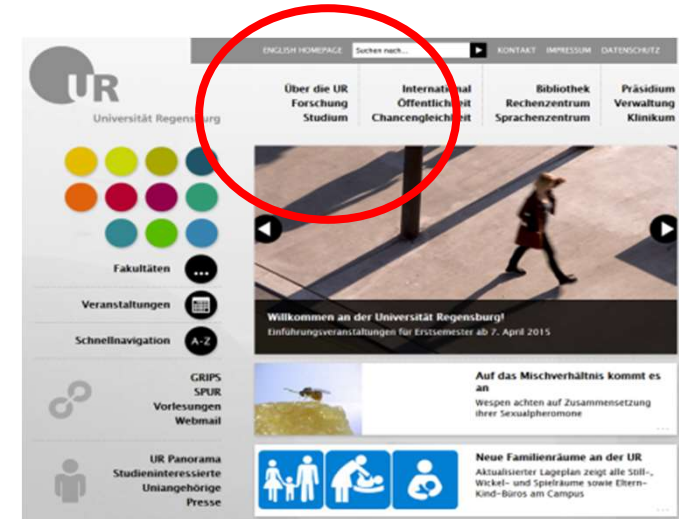 ENGLISH HOMEPAGE
Suchen nach...
KONTAKT IMPRESSUM DATENSCHUTZ
UR
Universität Regensburg
Über die UR
Forschung
Studium
International
Öffentlichkeit
Chancengleichheit
Bibliothek
Rechenzentrum
Sprachenzentrum
Präsidium
Verwaltung
Klinikum
Fakultäten
...
Veranstaltungen
Schnellnavigation
A-Z
Willkommen an der Universität Regensburg!
Einführungsveranstaltungen für Erstsemester ab 7. April 2015
GRIPS
SPUR
Vorlesungen
Webmail
Auf das Mischverhältnis kommt es
an
Wespen achten auf Zusammensetzung
ihrer Sexualpheromone
...
UR Panorama
Studieninteressierte
Uniangehörige
Presse
Neue Familienräume an der UR
Aktualisierter Lageplan zeigt alle Still-,
Wickel- und Spielräume sowie Eltern-
Kind-Büros am Campus
...